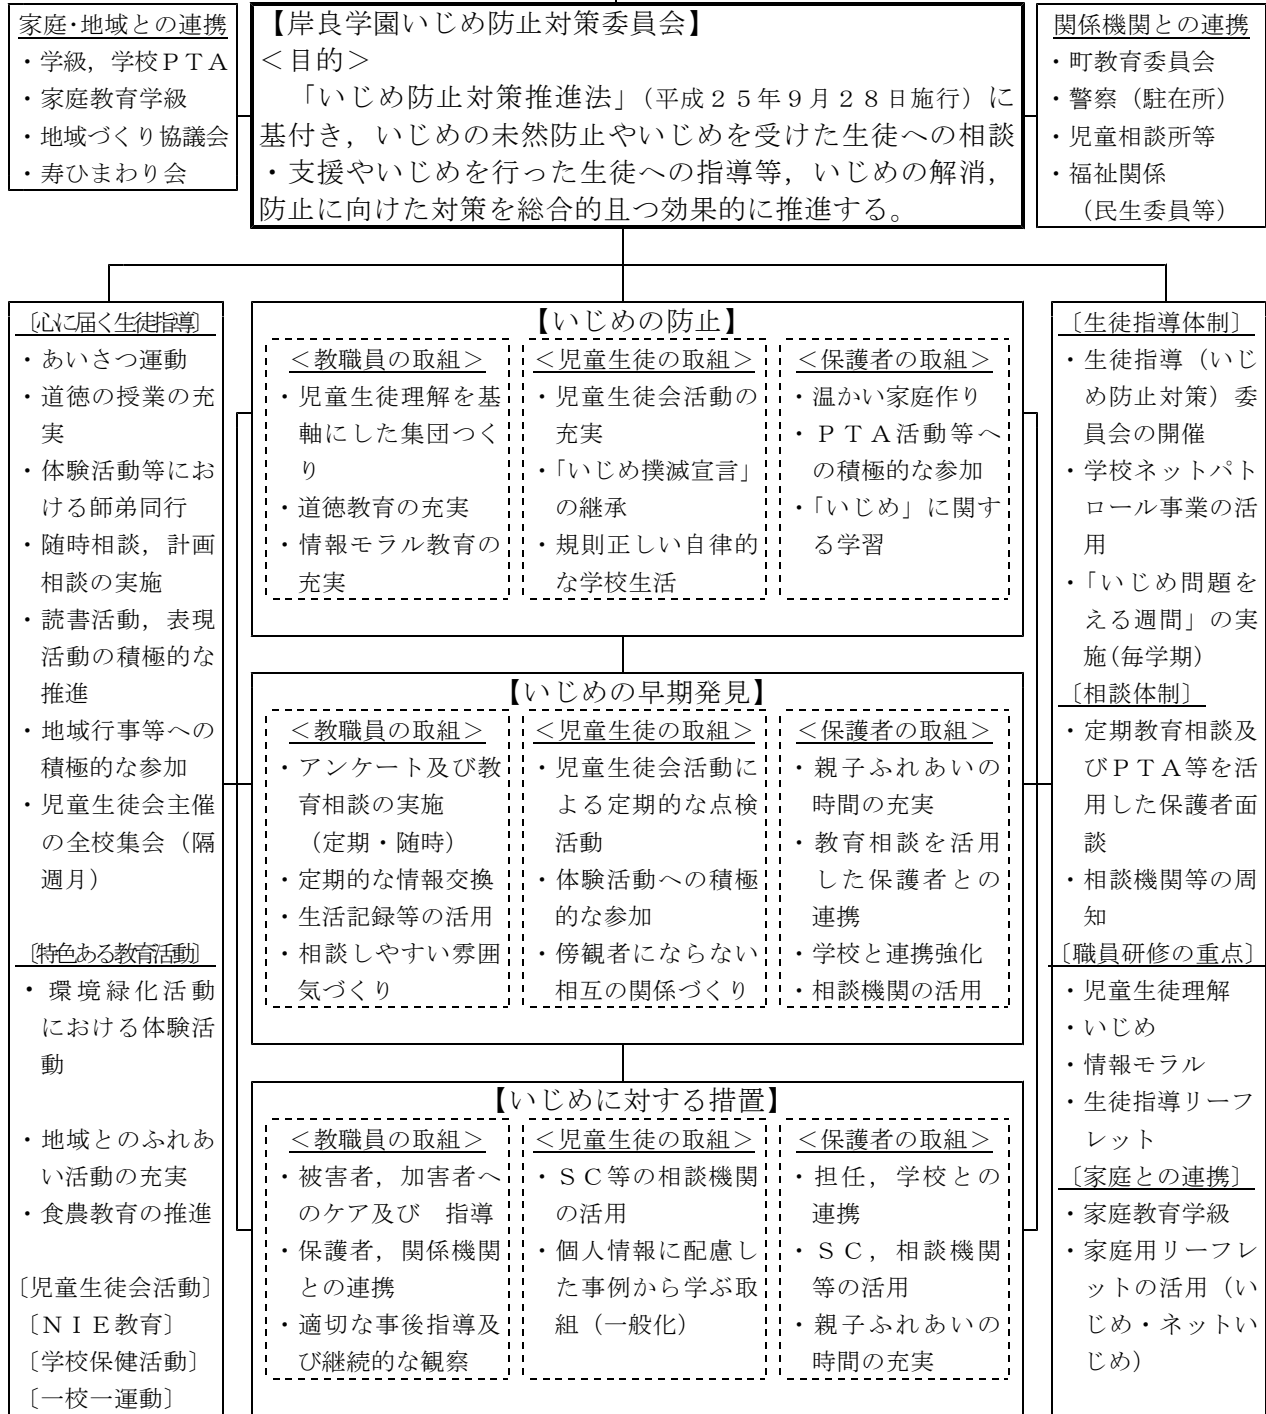 家庭・地域との連携
・学級，学校ＰＴＡ
・家庭教育学級
・地域づくり協議会
・寿ひまわり会
【岸良学園いじめ防止対策委員会】
＜目的＞
「いじめ防止対策推進法」（平成２５年９月２８日施行）に
基付き，いじめの未然防止やいじめを受けた生徒への相談
・支援やいじめを行った生徒への指導等，いじめの解消，
防止に向けた対策を総合的且つ効果的に推進する。
関係機関との連携
・町教育委員会
・警察（駐在所）
・児童相談所等
・福祉関係
（民生委員等）
〔心に届く生徒指導〕
・あいさつ運動
・道徳の授業の充
実
・体験活動等にお
ける師弟同行
・随時相談，計画
相談の実施
・読書活動，表現
活動の積極的な
推進
・地域行事等への
積極的な参加
・児童生徒会主催
の全校集会（隔
週月）
〔特色ある教育活動〕
・環境緑化活動
における体験活
動
・地域とのふれあ
い活動の充実
・食農教育の推進
〔児童生徒会活動〕
〔ＮＩＥ教育〕
〔学校保健活動〕
〔一校一運動〕
【いじめの防止】
＜教職員の取組＞
・児童生徒理解を基
軸にした集団つく
り
・道徳教育の充実
・情報モラル教育の
充実
＜児童生徒の取組＞
・児童生徒会活動の
充実
・「いじめ撲滅宣言」
の継承
・規則正しい自律的
な学校生活
＜保護者の取組＞
・温かい家庭作り
・ＰＴＡ活動等へ
の積極的な参加
・「いじめ」に関す
る学習
【いじめの早期発見】
＜教職員の取組＞
・アンケート及び教
育相談の実施
（定期・随時）
・定期的な情報交換
・生活記録等の活用
・相談しやすい雰囲
気づくり
＜児童生徒の取組＞
・児童生徒会活動に
よる定期的な点検
活動
・体験活動への積極
的な参加
・傍観者にならない
相互の関係づくり
＜保護者の取組＞
・親子ふれあいの
時間の充実
・教育相談を活用
した保護者との
連携
・学校と連携強化
・相談機関の活用
【いじめに対する措置】
＜教職員の取組＞
・被害者，加害者へ
のケア及び　指導
・保護者，関係機関
との連携
・適切な事後指導及
び継続的な観察
＜児童生徒の取組＞
・ＳＣ等の相談機関
の活用
・個人情報に配慮し
た事例から学ぶ取
組（一般化）
＜保護者の取組＞
・担任，学校との
連携
・ＳＣ，相談機関
等の活用
・親子ふれあいの
時間の充実
〔生徒指導体制〕
・生徒指導（いじ
め防止対策）委
員会の開催
・学校ネットパト
ロール事業の活
用
・「いじめ問題を
える週間」の実
施（毎学期）
〔相談体制〕
・定期教育相談及
びＰＴＡ等を活
用した保護者面
談
・相談機関等の周
知
〔職員研修の重点〕
・児童生徒理解
・いじめ
・情報モラル
・生徒指導リーフ
レット
〔家庭との連携〕
・家庭教育学級
・家庭用リーフレ
ットの活用（い
じめ・ネットい
じめ）